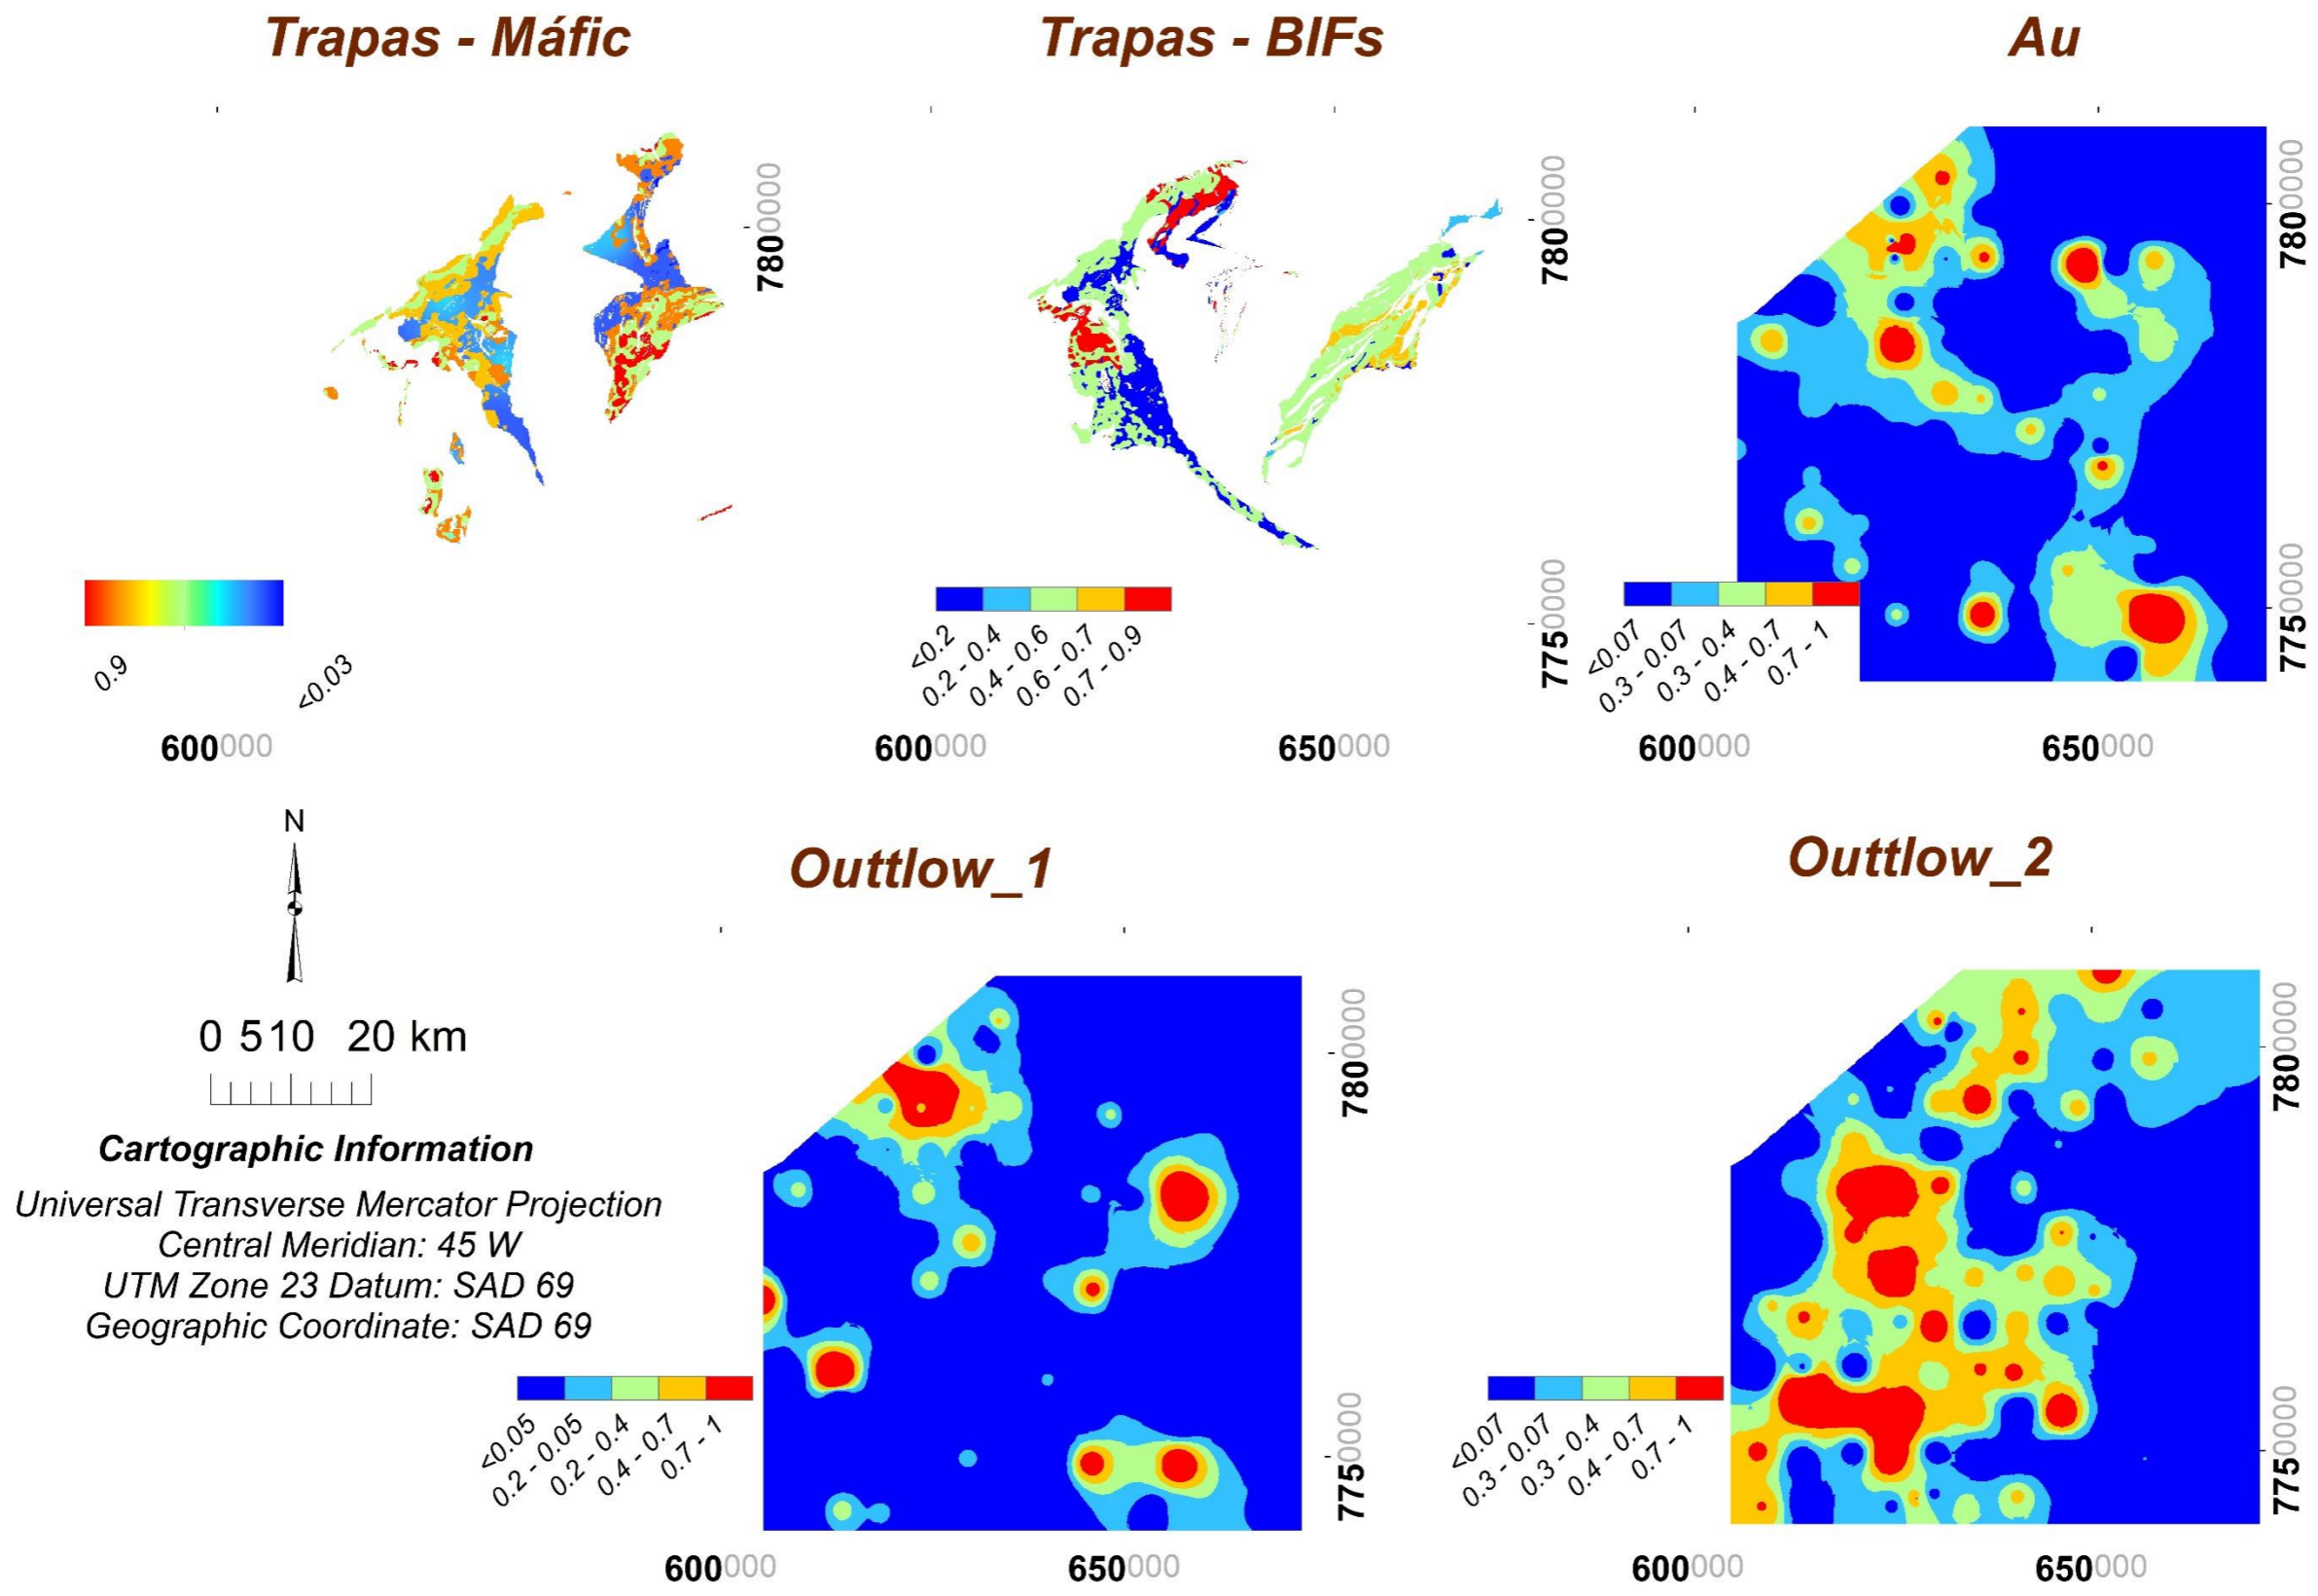 Trapas - Máfic
Trapas - BIFs
Au
7800000
7800000
7800000
7750000
7750000
0.9
<0.03
<0.2
0.2 - 0.4
0.4 - 0.6
0.6 - 0.7
0.7 - 0.9
<0.07
0.3 - 0.07
0.3 - 0.4
0.4 - 0.7
0.7 - 1
600000
600000
650000
600000
650000
N
Outtlow_1
Outtlow_2
0 5 10 20 km
7800000
7800000
Cartographic Information
Universal Transverse Mercator Projection
Central Meridian: 45 W
UTM Zone 23 Datum: SAD 69
Geographic Coordinate: SAD 69
<0.05
0.2 - 0.05
0.2 - 0.4
0.4 - 0.7
0.7 - 1
7750000
<0.07
0.3 - 0.07
0.3 - 0.4
0.4 - 0.7
0.7 - 1
7750000
600000
650000
600000
650000